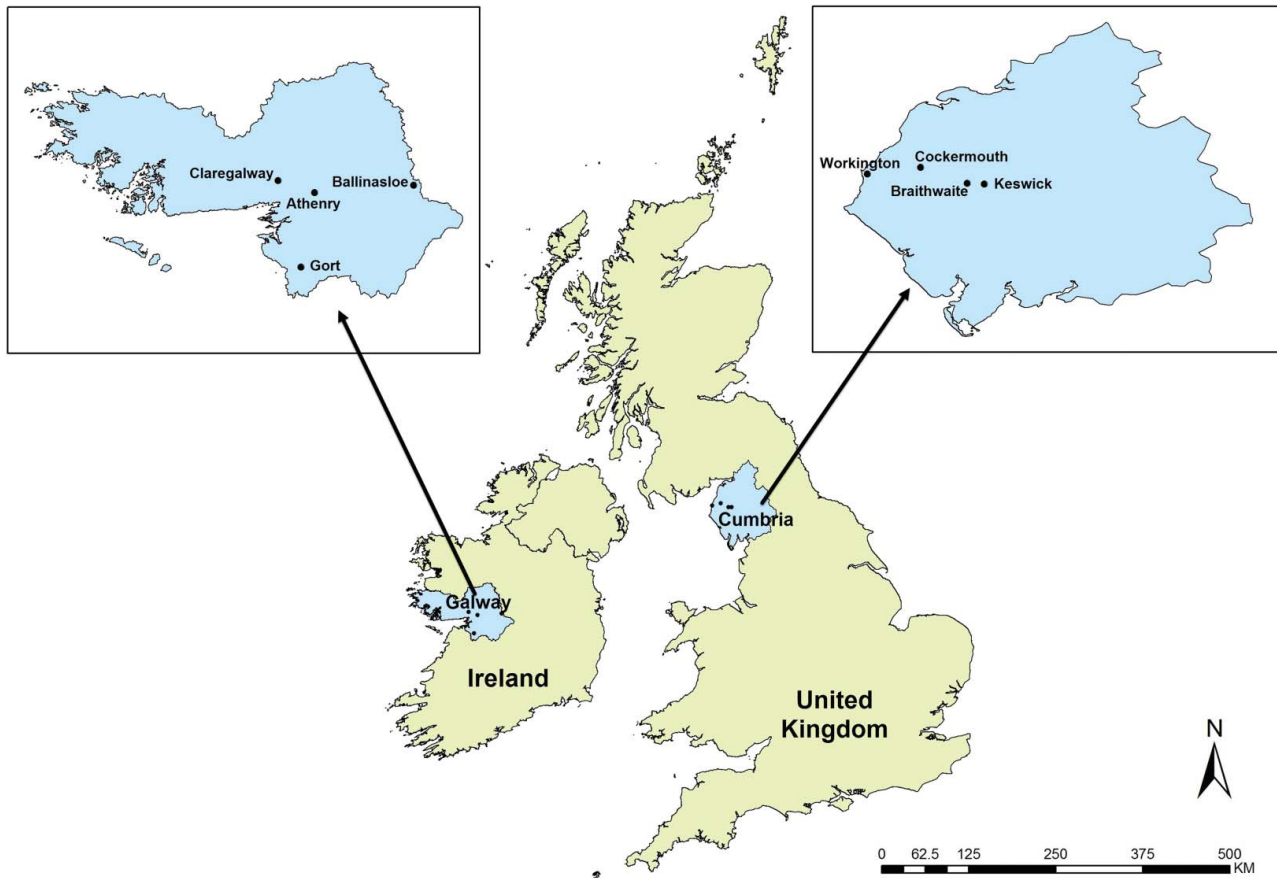 Claregalway
Ballinasloe
Athenry
Gort
Workington
Cockermouth
Braithwaite
Keswick
Cumbria
Galway
Ireland
United
Kingdom
N
0 62.5 125 250 375 500
KM